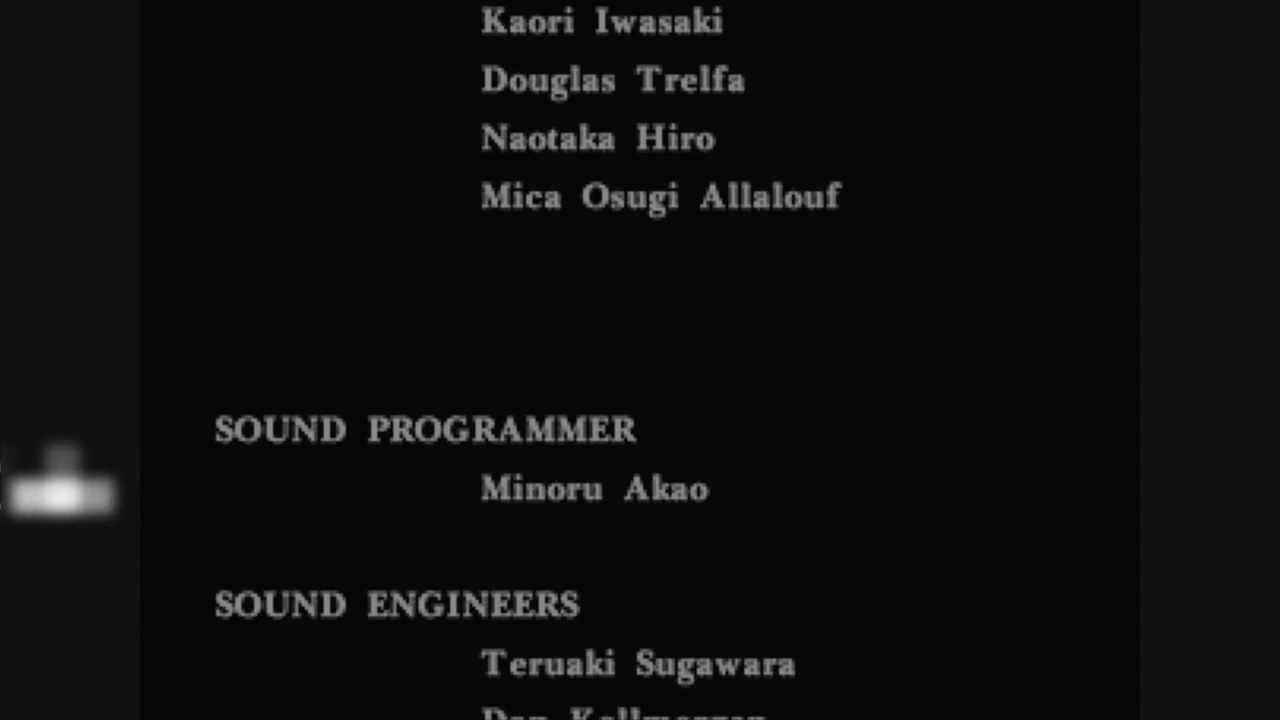 Kaori Iwasaki
Douglas Trelfa
Naotaka Hiro
Mica Osugi Allalouf
SOUND PROGRAMMER
Minoru Akao
SOUND ENGINEERS
Teruaki Sugawara